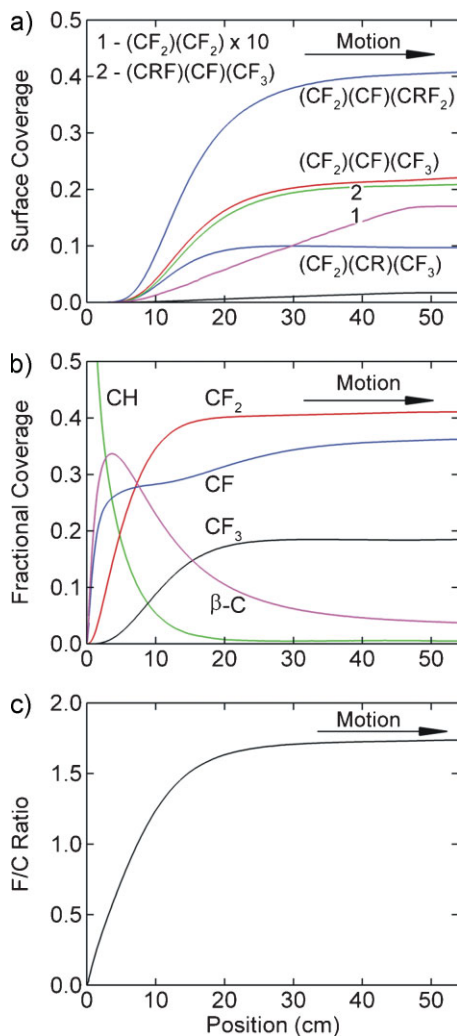 a)
0.5
0.4
0.3
0.2
0.1
0.0
Surface Coverage
1 - (CF₂)(CF₂) x 10
2 - (CRF)(CF)(CF₃)
Motion
(CF₂)(CF)(CRF₂)
(CF₂)(CF)(CF₃)
2
1
(CF₂)(CR)(CF₃)
0 10 20 30 40 50
b)
0.5
0.4
0.3
0.2
0.1
0.0
Fractional Coverage
CH
CF₂
Motion
CF
CF₃
β-C
0 10 20 30 40 50
c)
2.0
1.5
1.0
0.5
0.0
F/C Ratio
Motion
0 10 20 30 40 50
Position (cm)